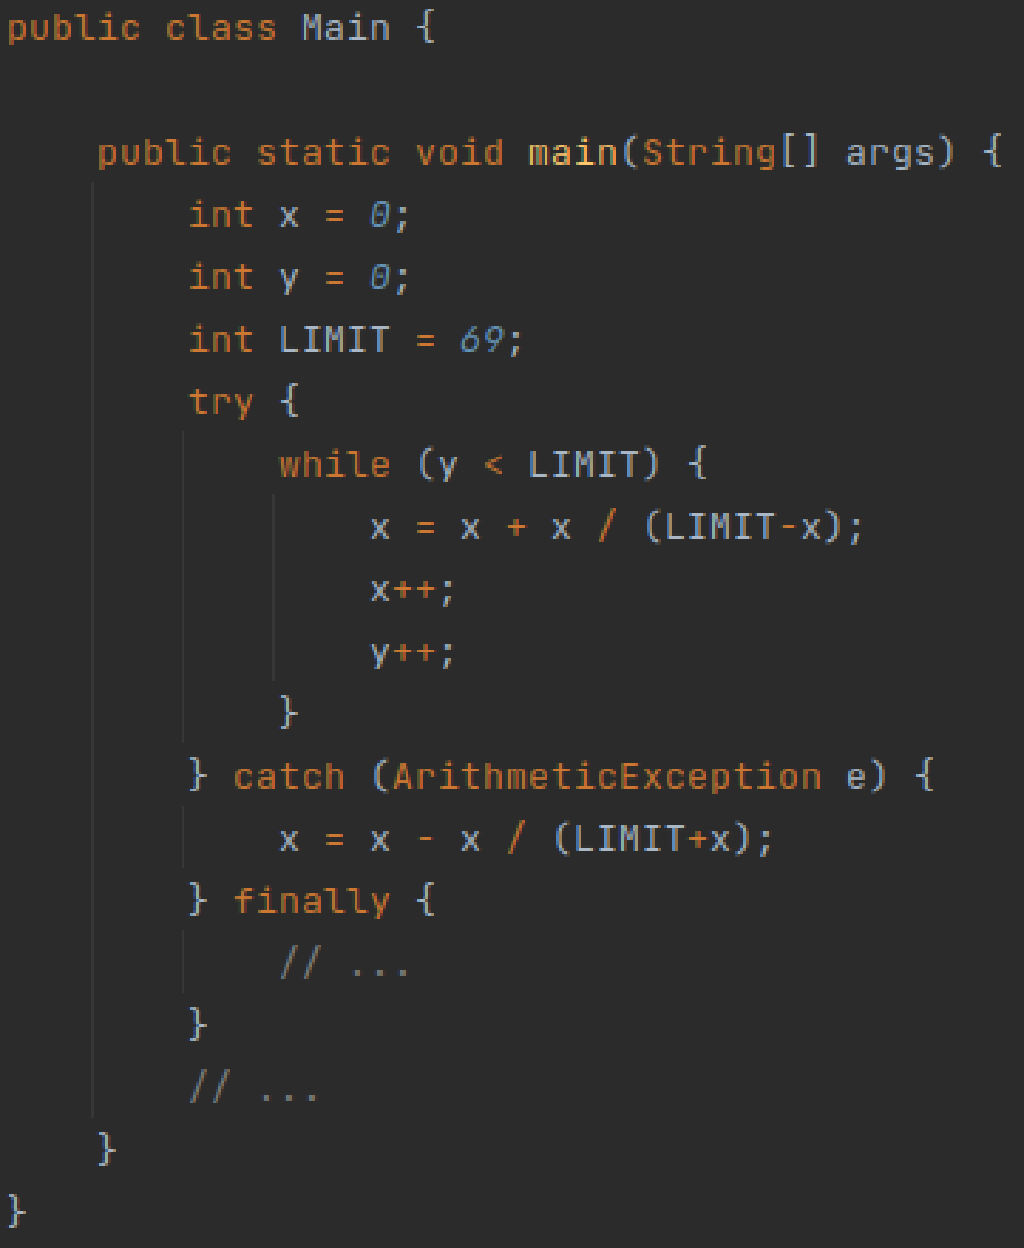 public class Main {
public static void main(String[] args) {
int x = 0;
int y = 0;
int LIMIT = 69;
try {
while (y < LIMIT) {
x = x + x / (LIMIT-x);
x++;
y++;
}
} catch (ArithmeticException e) {
x = x - x / (LIMIT+x);
} finally {
// ...
}
// ...
}
}